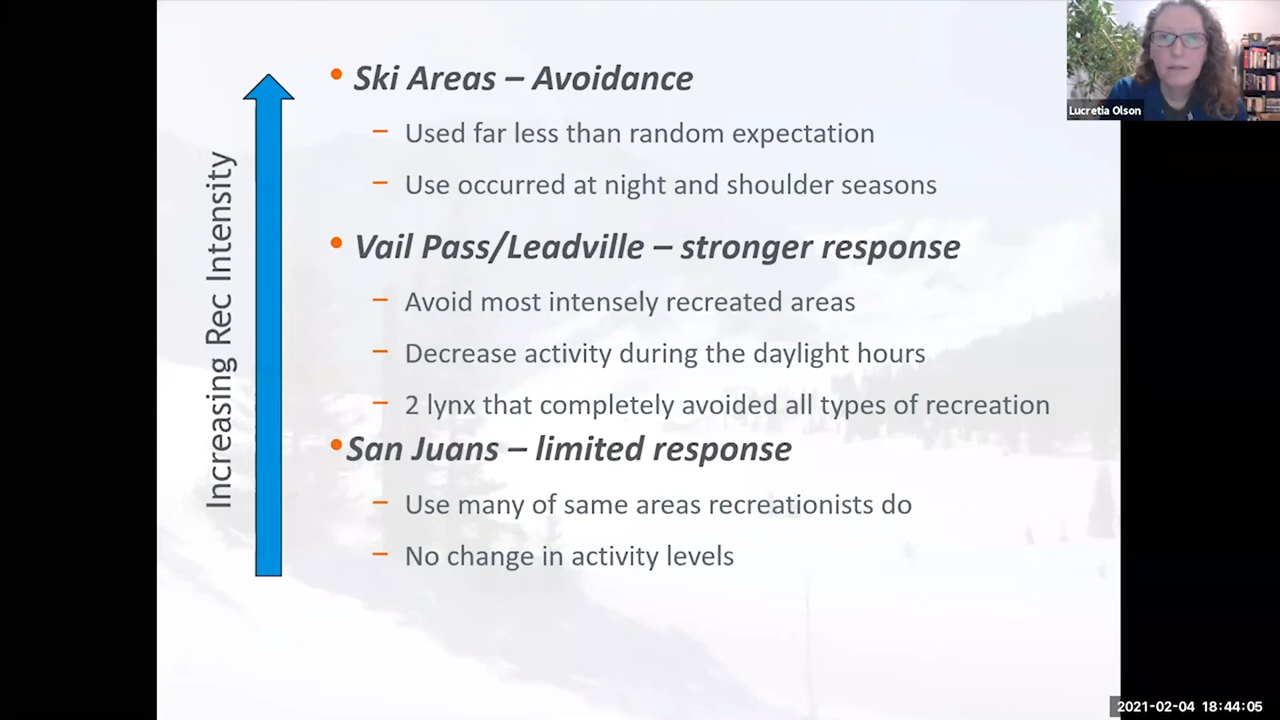 • Ski Areas – Avoidance
– Used far less than random expectation
– Use occurred at night and shoulder seasons
• Vail Pass/Leadville – stronger response
– Avoid most intensely recreated areas
– Decrease activity during the daylight hours
– 2 lynx that completely avoided all types of recreation
• San Juans – limited response
– Use many of same areas recreationists do
– No change in activity levels
Increasing Rec Intensity
Lucretia Olson
2021-02-04 18:44:05